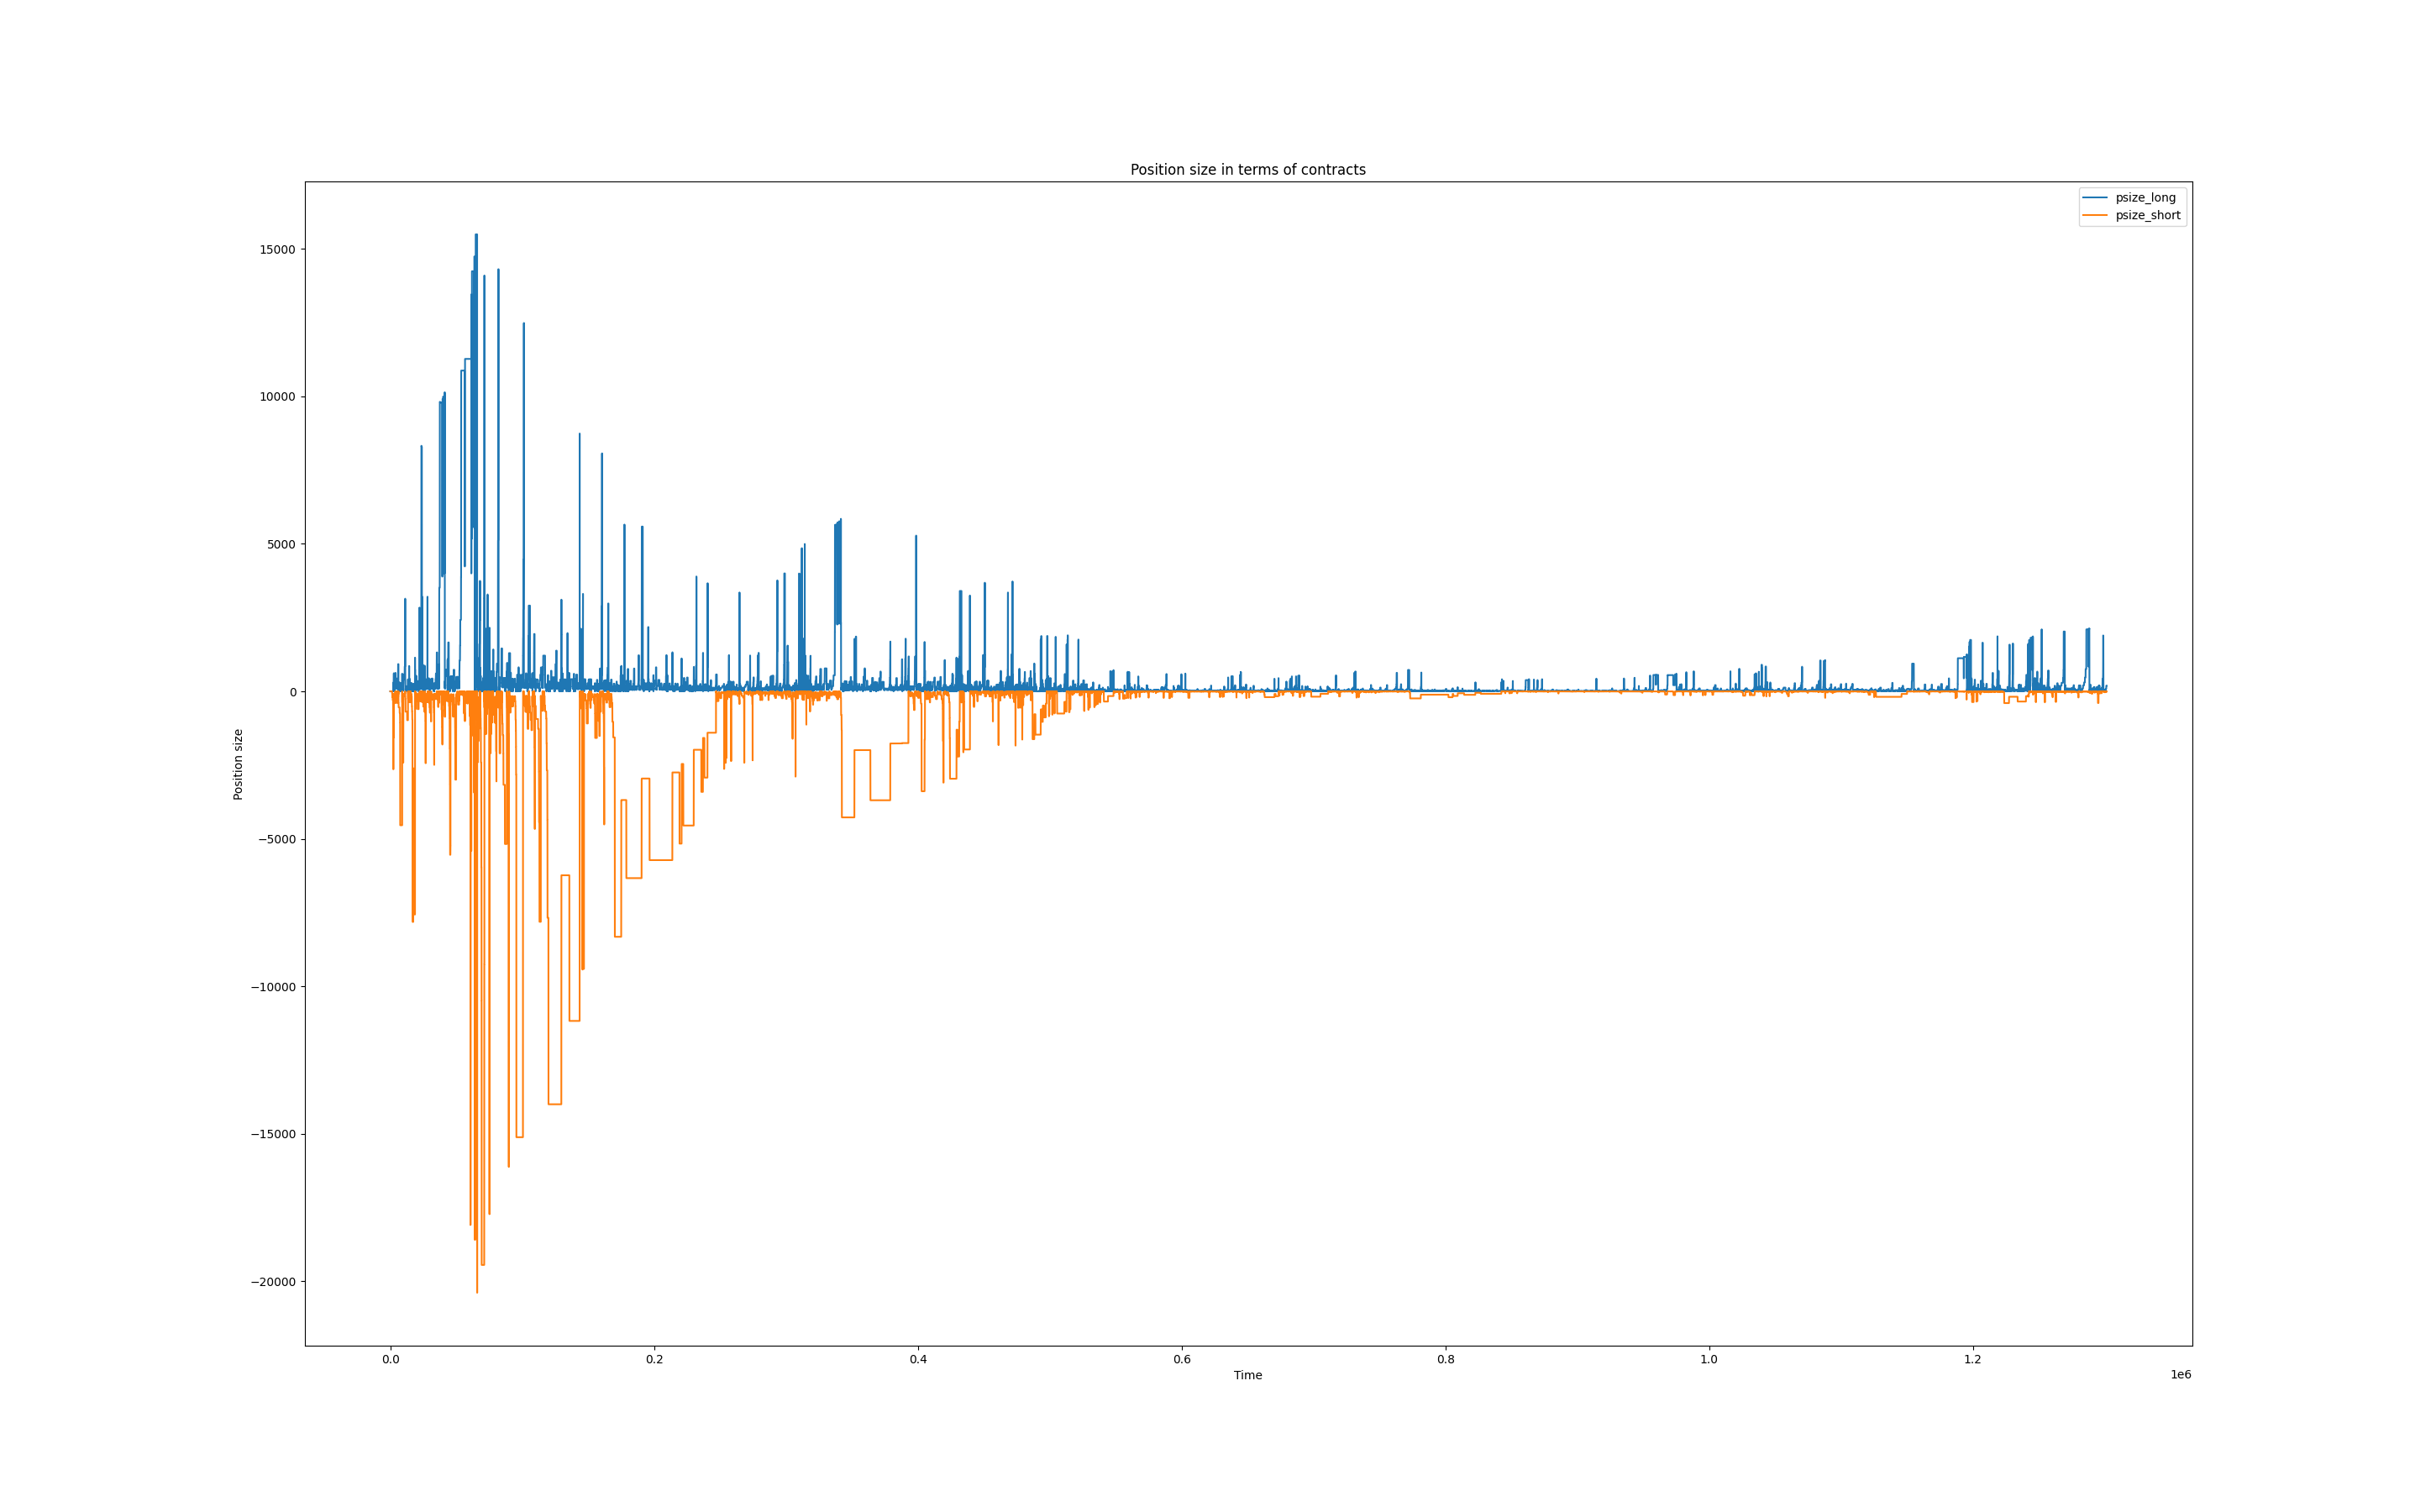 Position size in terms of contracts
psize_long
psize_short
15000
10000
5000
0
−5000
−10000
−15000
−20000
Position size
0.0 0.2 0.4 0.6 0.8 1.0 1.2
Time
1e6